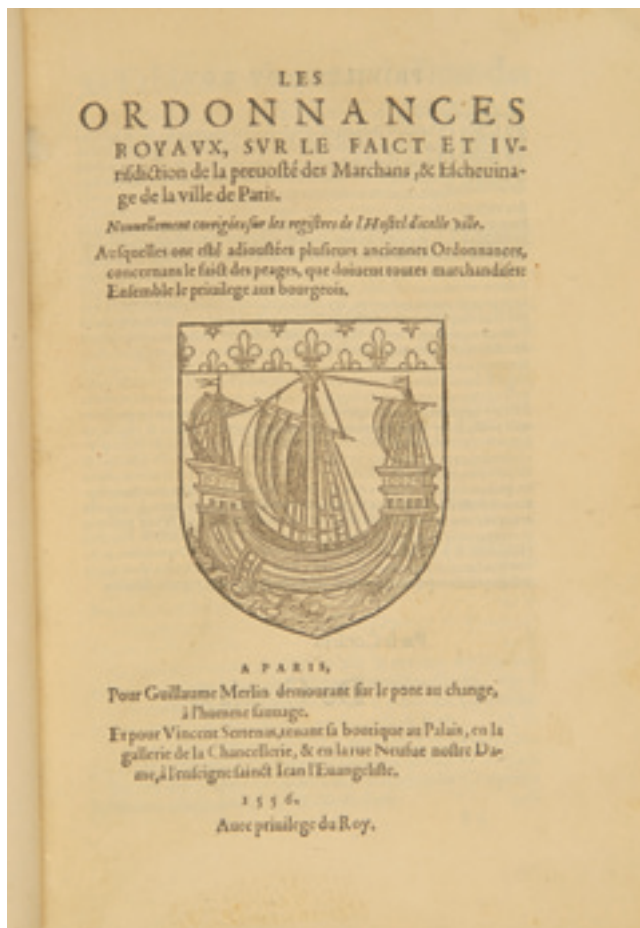 LES
ORDONNANCES
ROYAVX, SVR LE FAICT ET IV-
risdiction de la preuosté des Marchans, & Escheuina-
ge de la ville de Paris.
Nouuellement corrigées sur les registres de l'Hostel d'icelle ville.
Ausquelles ont esté adioustées plusieurs anciennes Ordonnances,
concernans le faict des peages, que doiuent toutes marchandises:
Ensemble le priuilege aux bourgeois.
A PARIS,
Pour Guillaume Merlin demourant sur le pont au change,
à l'homme sauuage.
Et pour Vincent Sertenas, tenant sa boutique au Palais, en la
gallerie de la Chancellerie, & en la rue Neufue nostre Da-
me, à l'enseigne sainct Iean l'Euangeliste.
1556.
Auec priuilege du Roy.